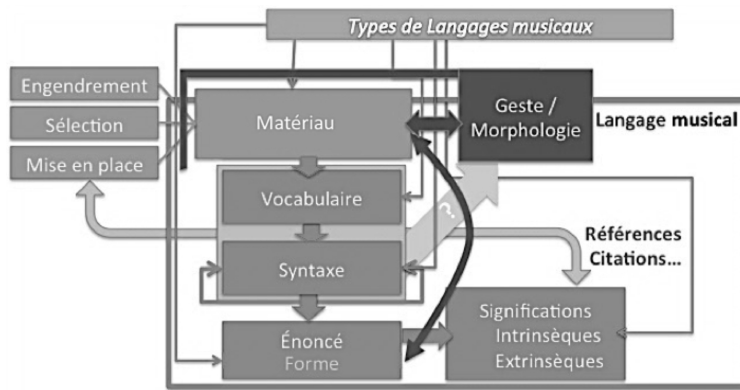 Types de Langages musicaux
Engendrement
Sélection
Mise en place
Matériau
Geste /
Morphologie
Langage musical
Vocabulaire
?
Syntaxe
Références
Citations...
Énoncé
Forme
Significations
Intrinsèques
Extrinsèques